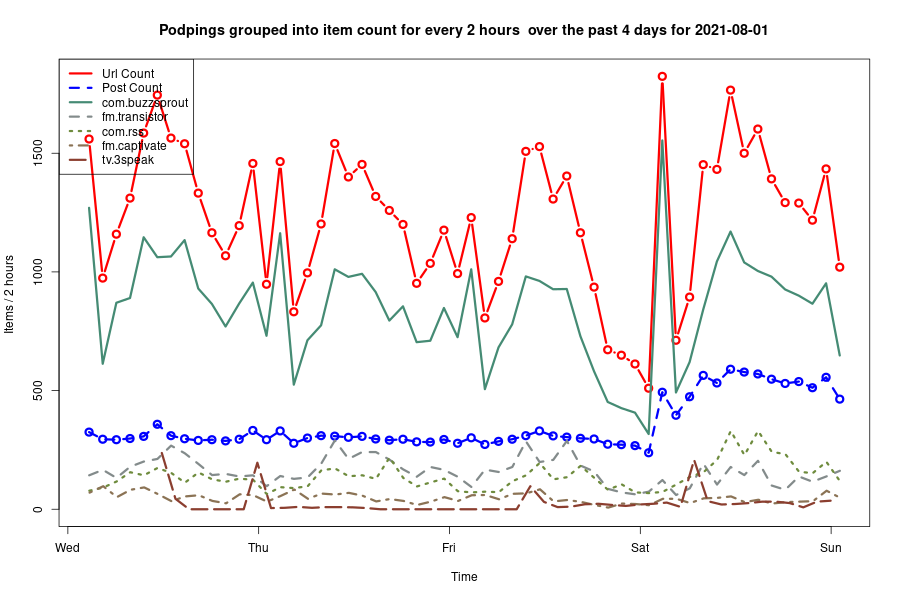 Podpings grouped into item count for every 2 hours  over the past 4 days for 2021-08-01
Url Count
Post Count
com.buzzsprout
fm.transistor
com.rss
fm.captivate
tv.3speak
Items / 2 hours
1500
1000
500
0
Wed Thu Fri Sat Sun
Time